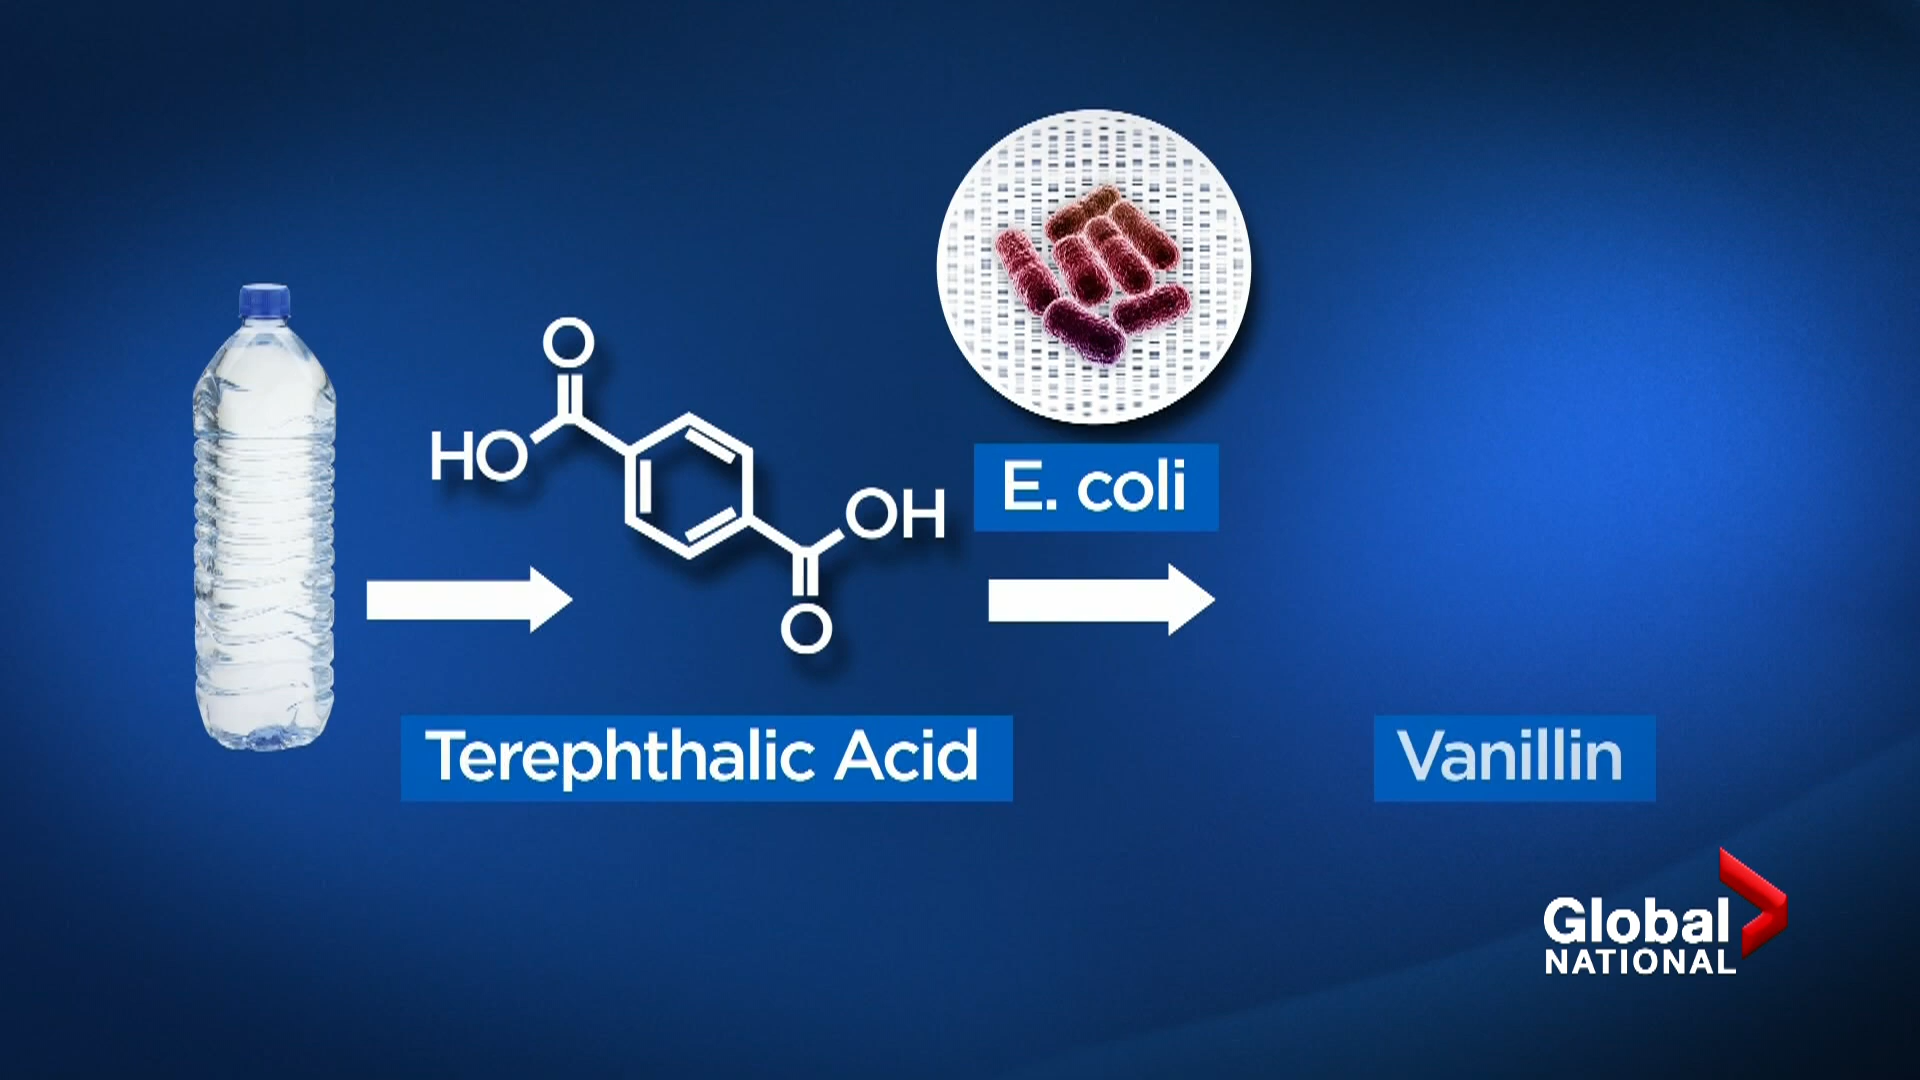 O
HO
OH
O
E. coli
Terephthalic Acid
Vanillin
Global
NATIONAL